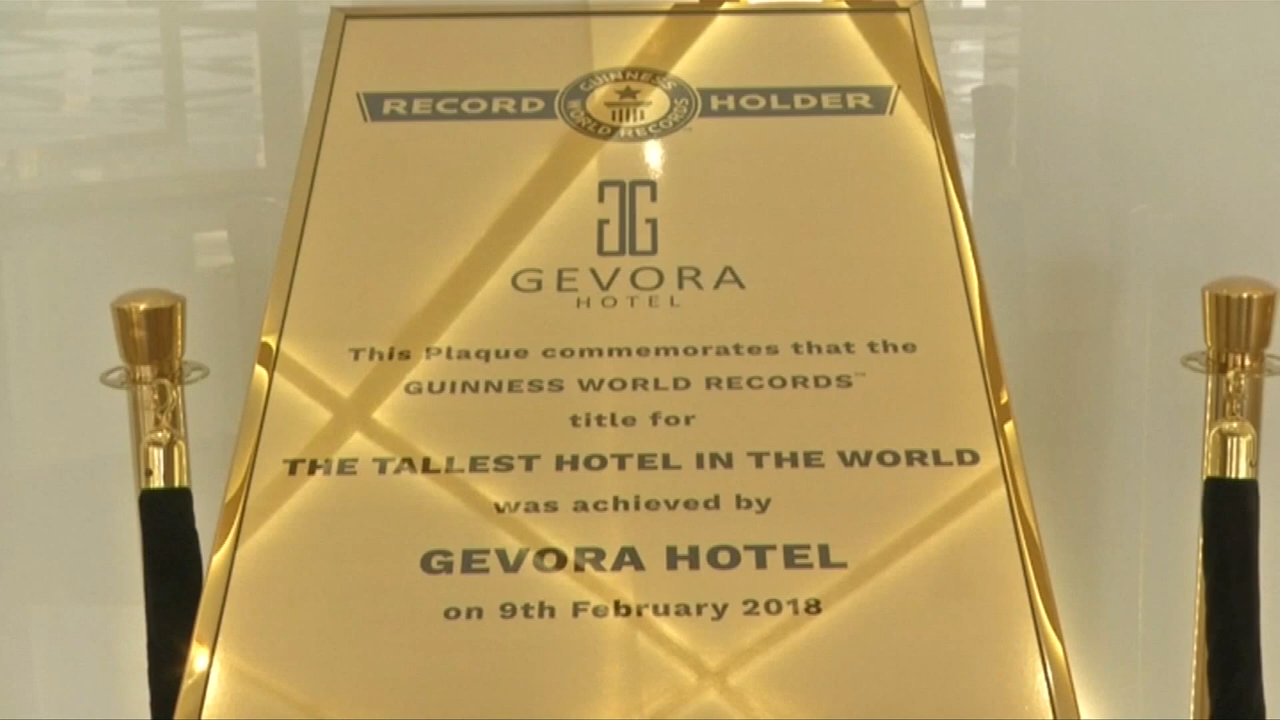 RECORD GUINNESS WORLD RECORDS HOLDER
GEVORA
HOTEL
This Plaque commemorates that the
GUINNESS WORLD RECORDS™
title for
THE TALLEST HOTEL IN THE WORLD
was achieved by
GEVORA HOTEL
on 9th February 2018